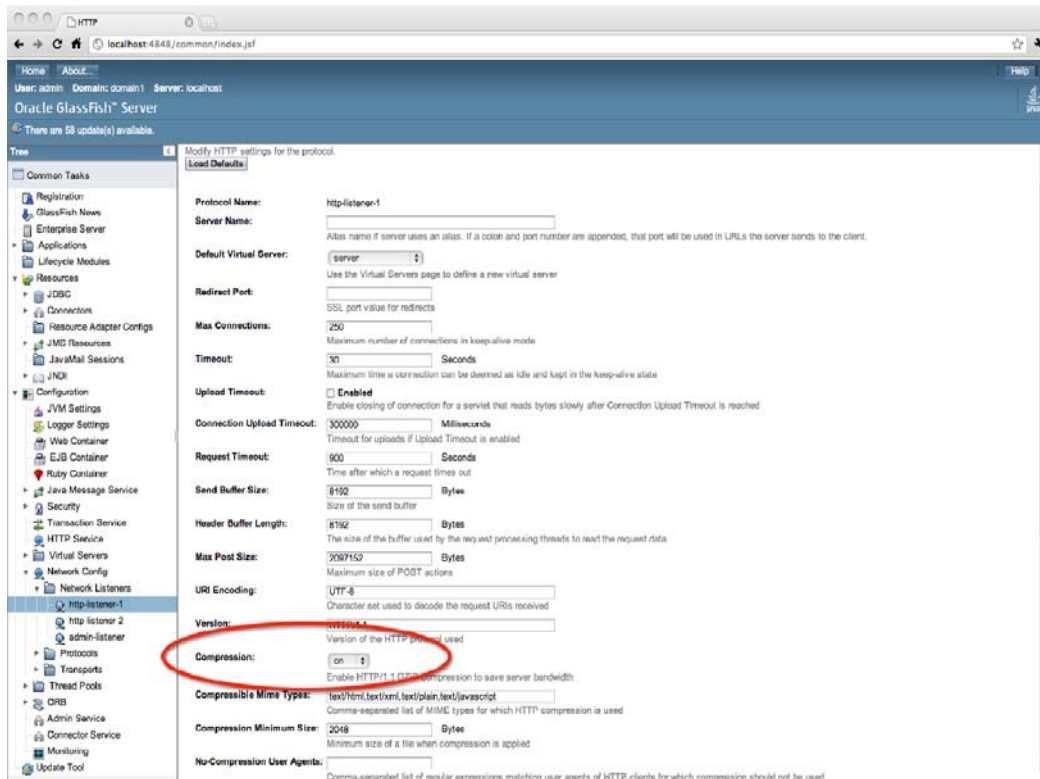 HTTP
localhost:4848/common/index.jsf
Home About... Help
User: admin Domain: domain1 Server: localhost
Oracle GlassFish™ Server
There are 58 update(s) available.
Tree
Common Tasks
Registration
GlassFish News
Enterprise Server
Applications
Lifecycle Modules
Resources
JDBC
Connectors
Resource Adapter Configs
JMS Resources
JavaMail Sessions
JNDI
Configuration
JVM Settings
Logger Settings
Web Container
EJB Container
Ruby Container
Java Message Service
Security
Transaction Service
HTTP Service
Virtual Servers
Network Config
Network Listeners
http-listener-1
http-listener-2
admin-listener
Protocols
Transports
Thread Pools
ORB
Admin Service
Connector Service
Monitoring
Update Tool
Modify HTTP settings for the protocol.
Load Defaults
Protocol Name: http-listener-1
Server Name:
Alias name if server uses an alias. If a colon and port number are appended, that port will be used in URLs the server sends to the client.
Default Virtual Server: server
Use the Virtual Servers page to define a new virtual server
Redirect Port:
SSL port value for redirects
Max Connections: 250
Maximum number of connections in keep-alive mode
Timeout: 30 Seconds
Maximum time a connection can be deemed as idle and kept in the keep-alive state
Upload Timeout: Enabled
Enable closing of connection for a servlet that reads bytes slowly after Connection Upload Timeout is reached
Connection Upload Timeout: 300000 Milliseconds
Timeout for uploads if Upload Timeout is enabled
Request Timeout: 900 Seconds
Time after which a request times out
Send Buffer Size: 8192 Bytes
Size of the send buffer
Header Buffer Length: 8192 Bytes
The size of the buffer used by the request processing threads to read the request data
Max Post Size: 2097152 Bytes
Maximum size of POST actions
URI Encoding: UTF-8
Character set used to decode the request URIs received
Version:
Version of the HTTP protocol used
Compression: on
Enable HTTP/1.1 GZIP compression to save server bandwidth
Compressible Mime Types: text/html,text/xml,text/plain,text/javascript
Comma-separated list of MIME types for which HTTP compression is used
Compression Minimum Size: 2048 Bytes
Minimum size of a file when compression is applied
No-Compression User Agents:
Comma-separated list of regular expressions matching user agents of HTTP clients for which compression should not be used